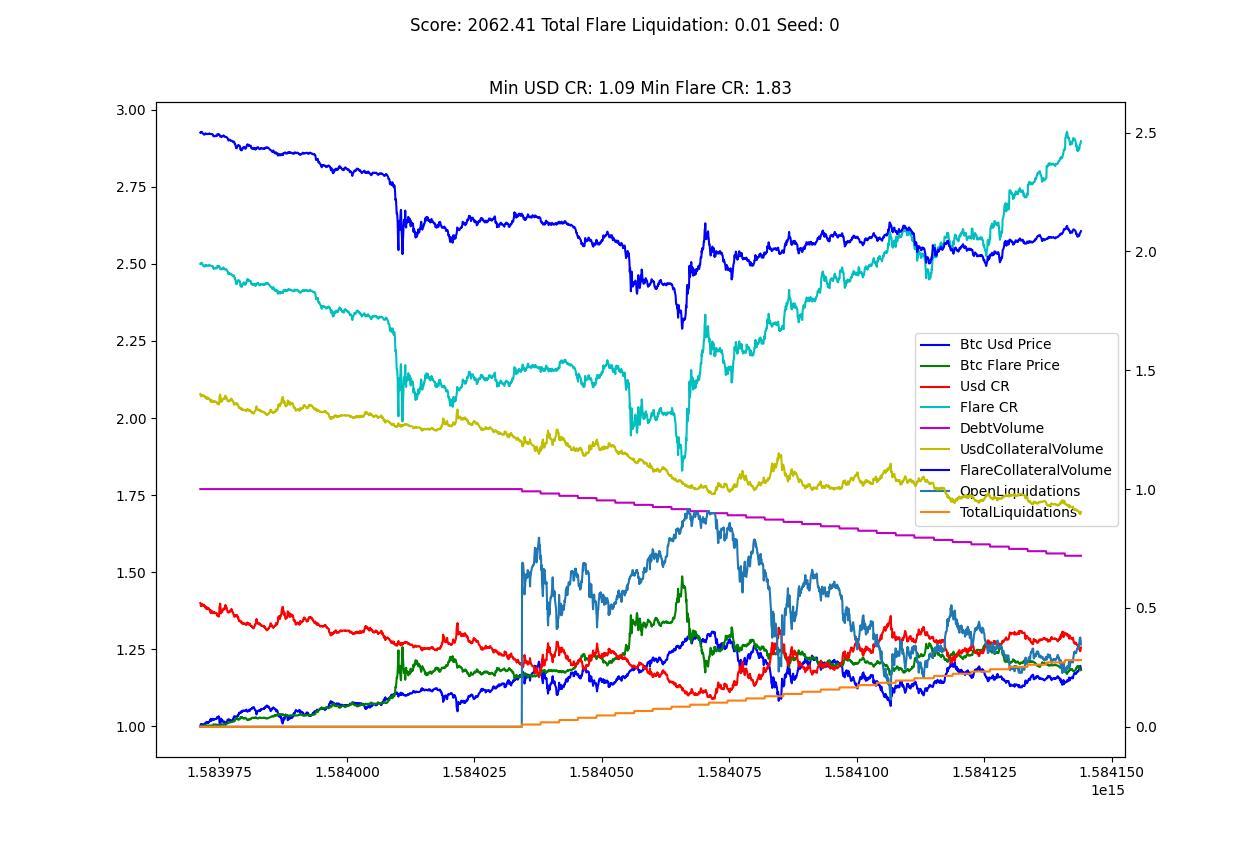 Score: 2062.41 Total Flare Liquidation: 0.01 Seed: 0
Min USD CR: 1.09 Min Flare CR: 1.83
3.00
2.75
2.50
2.25
2.00
1.75
1.50
1.25
1.00
2.5
2.0
1.5
1.0
0.5
0.0
Btc Usd Price
Btc Flare Price
Usd CR
Flare CR
DebtVolume
UsdCollateralVolume
FlareCollateralVolume
OpenLiquidations
TotalLiquidations
1.583975 1.584000 1.584025 1.584050 1.584075 1.584100 1.584125 1.584150
1e15